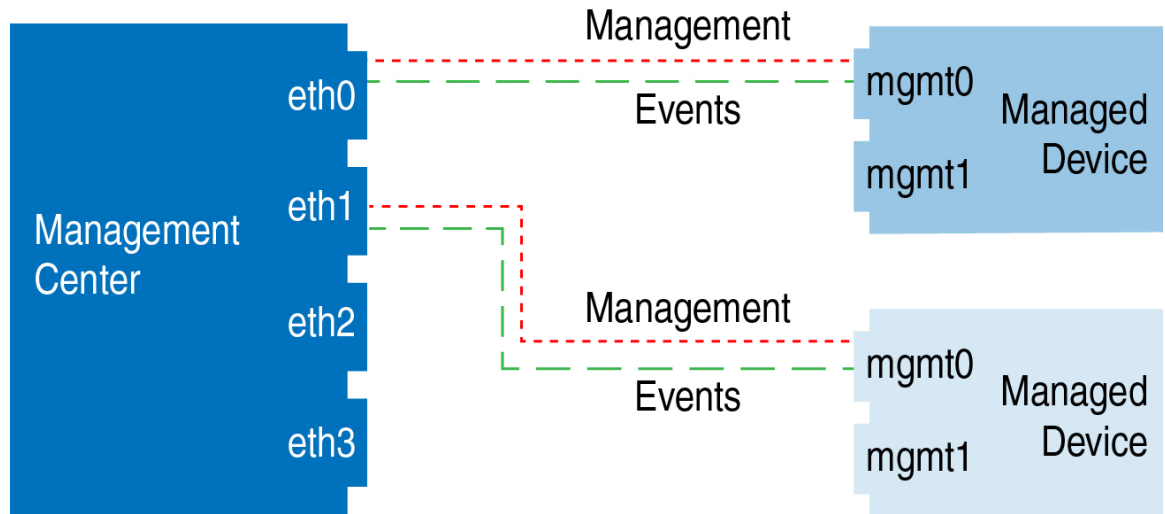 Management
Center
eth0
eth1
eth2
eth3
Management
Events
mgmt0
mgmt1
Managed
Device
Management
Events
mgmt0
mgmt1
Managed
Device